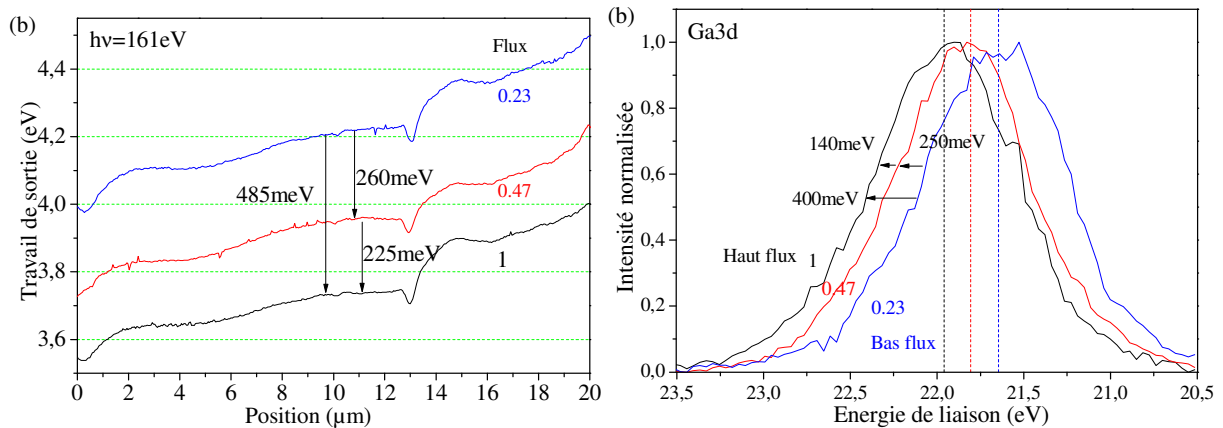 (b)
hν=161eV
Flux
0.23
485meV
260meV
0.47
225meV
1
4,4
4,2
4,0
3,8
3,6
Travail de sortie (eV)
0
2
4
6
8
10
12
14
16
18
20
Position (µm)
(b)
Ga3d
140meV
250meV
400meV
Haut flux
1
0.47
0.23
Bas flux
1,0
0,8
0,6
0,4
0,2
0,0
Intensité normalisée
23,5
23,0
22,5
22,0
21,5
21,0
20,5
Energie de liaison (eV)